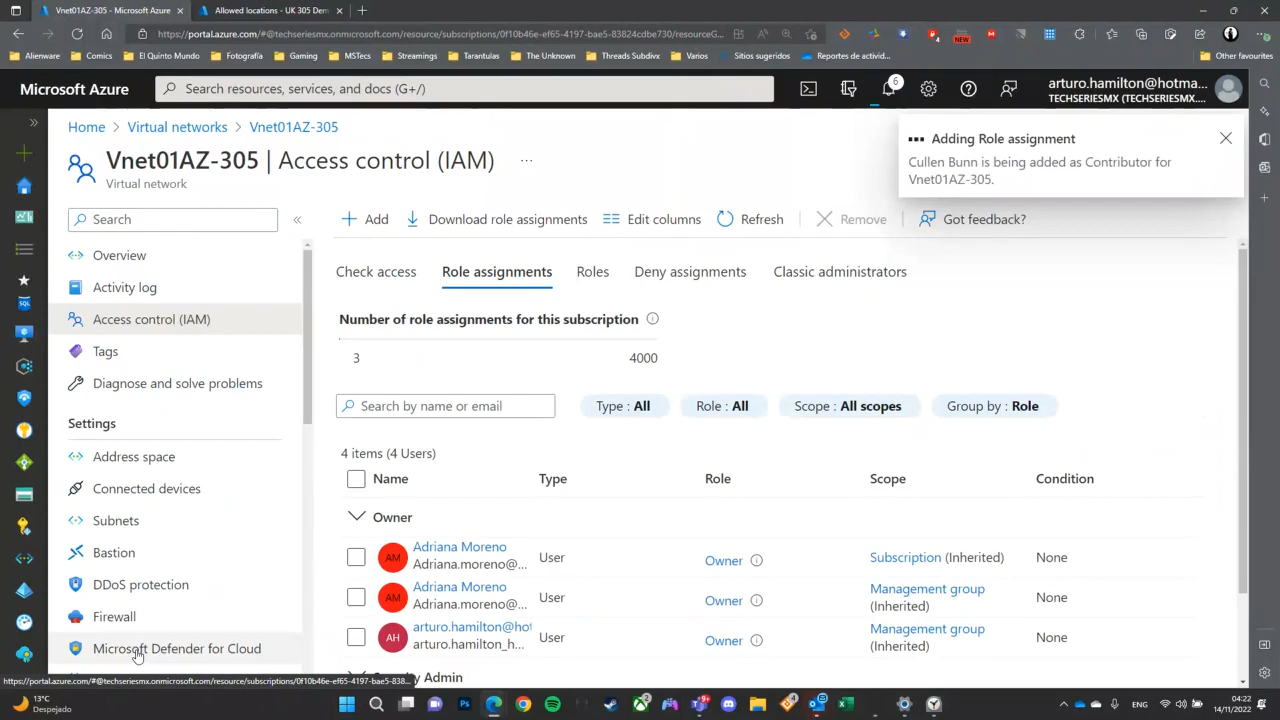 Vnet01AZ-305 - Microsoft Azure
Allowed locations - UK 305 Dem
https://portal.azure.com/#@techseriesmx.onmicrosoft.com/resource/subscriptions/0f10b46e-ef65-4197-bae5-83824cdbe730/resourceG...
Alienware
Comics
El Quinto Mundo
Fotografía
Gaming
MSTecs
Streamings
Tarantulas
The Unknown
Threads Subdivx
Varios
Sitios sugeridos
Reportes de activi...
Other favourites
Microsoft Azure
Search resources, services, and docs (G+/)
6
arturo.hamilton@hotma...
TECHSERIESMX (TECHSERIESMX....
Home > Virtual networks > Vnet01AZ-305
Vnet01AZ-305 | Access control (IAM) ...
Virtual network
Adding Role assignment
Cullen Bunn is being added as Contributor for
Vnet01AZ-305.
Search
Overview
Activity log
Access control (IAM)
Tags
Diagnose and solve problems
Settings
Address space
Connected devices
Subnets
Bastion
DDoS protection
Firewall
Microsoft Defender for Cloud
Add
Download role assignments
Edit columns
Refresh
Remove
Got feedback?
Check access
Role assignments
Roles
Deny assignments
Classic administrators
Number of role assignments for this subscription
3
4000
Search by name or email
Type : All
Role : All
Scope : All scopes
Group by : Role
4 items (4 Users)
Name Type Role Scope Condition
Owner
AM Adriana Moreno
Adriana.moreno@... User Owner Subscription (Inherited) None
AM Adriana Moreno
Adriana.moreno@... User Owner Management group
(Inherited) None
AH arturo.hamilton@hot
arturo.hamilton_h... User Owner Management group
(Inherited) None
Admin
https://portal.azure.com/#@techseriesmx.onmicrosoft.com/resource/subscriptions/0f10b46e-ef65-4197-bae5-838...
13°C
Despejado
ENG
04:22
14/11/2022